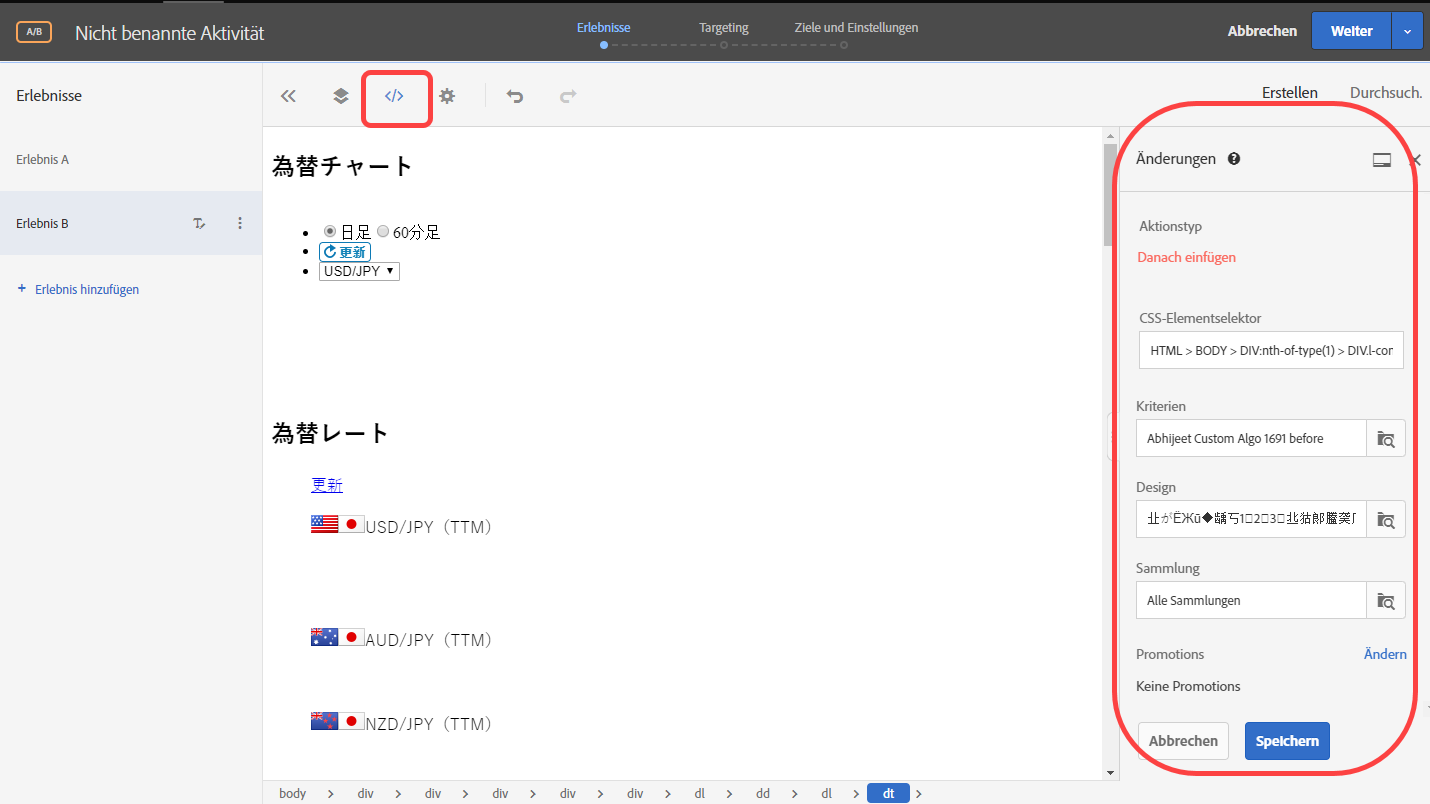 A/B
Nicht benannte Aktivität
Erlebnisse
Targeting
Ziele und Einstellungen
Abbrechen
Weiter
Erlebnisse
Erlebnis A
Erlebnis B
+ Erlebnis hinzufügen
</>
Erstellen
Durchsuch.
為替チャート
日足 60分足
更新
USD/JPY
為替レート
更新
USD/JPY（TTM）
AUD/JPY（TTM）
NZD/JPY（TTM）
body > div > div > div > div > div > dl > dd > dl > dt >
Änderungen
Aktionstyp
Danach einfügen
CSS-Elementselektor
HTML > BODY > DIV:nth-of-type(1) > DIV.l-cor
Kriterien
Abhijeet Custom Algo 1691 before
Design
Sammlung
Alle Sammlungen
Promotions
Ändern
Keine Promotions
Abbrechen
Speichern